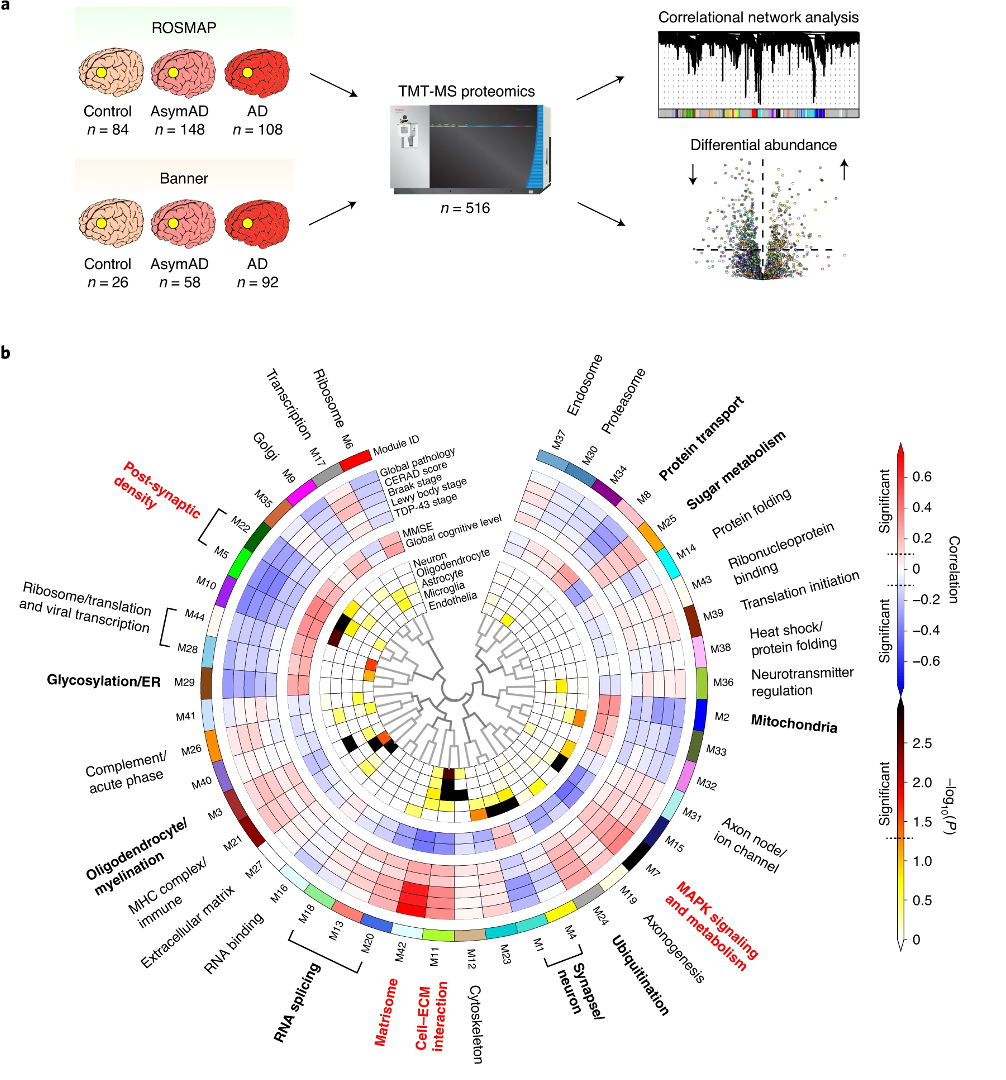 a
ROSMAP
Control
n = 84
AsymAD
n = 148
AD
n = 108
Banner
Control
n = 26
AsymAD
n = 58
AD
n = 92
TMT-MS proteomics
n = 516
Correlational network analysis
Differential abundance
b
Module ID
Global pathology
CERAD score
Braak stage
Lewy body stage
TDP-43 stage
MMSE
Global cognitive level
Neuron
Oligodendrocyte
Astrocyte
Microglia
Endothelia
M37
Endosome
M30
Proteasome
M34
M8
Protein transport
M25
Sugar metabolism
M14
Protein folding
M43
Ribonucleoprotein
binding
M39
Translation initiation
M38
Heat shock/
protein folding
M36
Neurotransmitter
regulation
M2
Mitochondria
M33
M32
M31
Axon node/
ion channel
M15
M7
MAPK signaling
and metabolism
M19
Axonogenesis
M24
Ubiquitination
M4
M1
Synapse/
neuron
M23
M12
Cytoskeleton
M11
Cell–ECM
interaction
M42
Matrisome
M20
M13
M18
RNA splicing
M16
RNA binding
M27
Extracellular matrix
M21
MHC complex/
immune
M3
Oligodendrocyte/
myelination
M40
M26
Complement/
acute phase
M41
M29
Glycosylation/ER
M28
M44
Ribosome/translation
and viral transcription
M10
M5
M22
Post-synaptic
density
M35
M9
Golgi
M17
Transcription
M6
Ribosome
0.6
0.4
0.2
0
−0.2
−0.4
−0.6
Significant
Significant
Correlation
2.5
2.0
1.5
1.0
0.5
0
Significant
−log10(P)